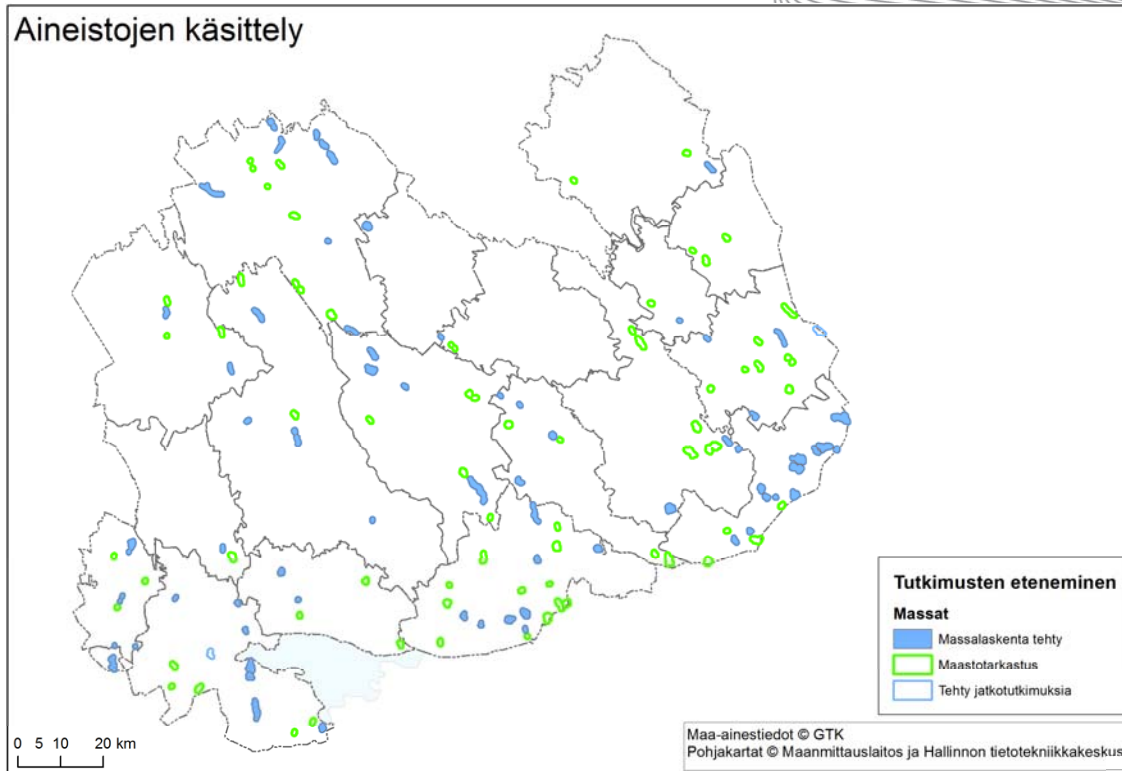 Aineistojen käsittely
Tutkimusten eteneminen
Massat
Massalaskenta tehty
Maastotarkastus
Tehty jatkotutkimuksia
0 5 10 20 km
Maa-ainestiedot © GTK
Pohjakartat © Maanmittauslaitos ja Hallinnon tietotekniikkakeskus